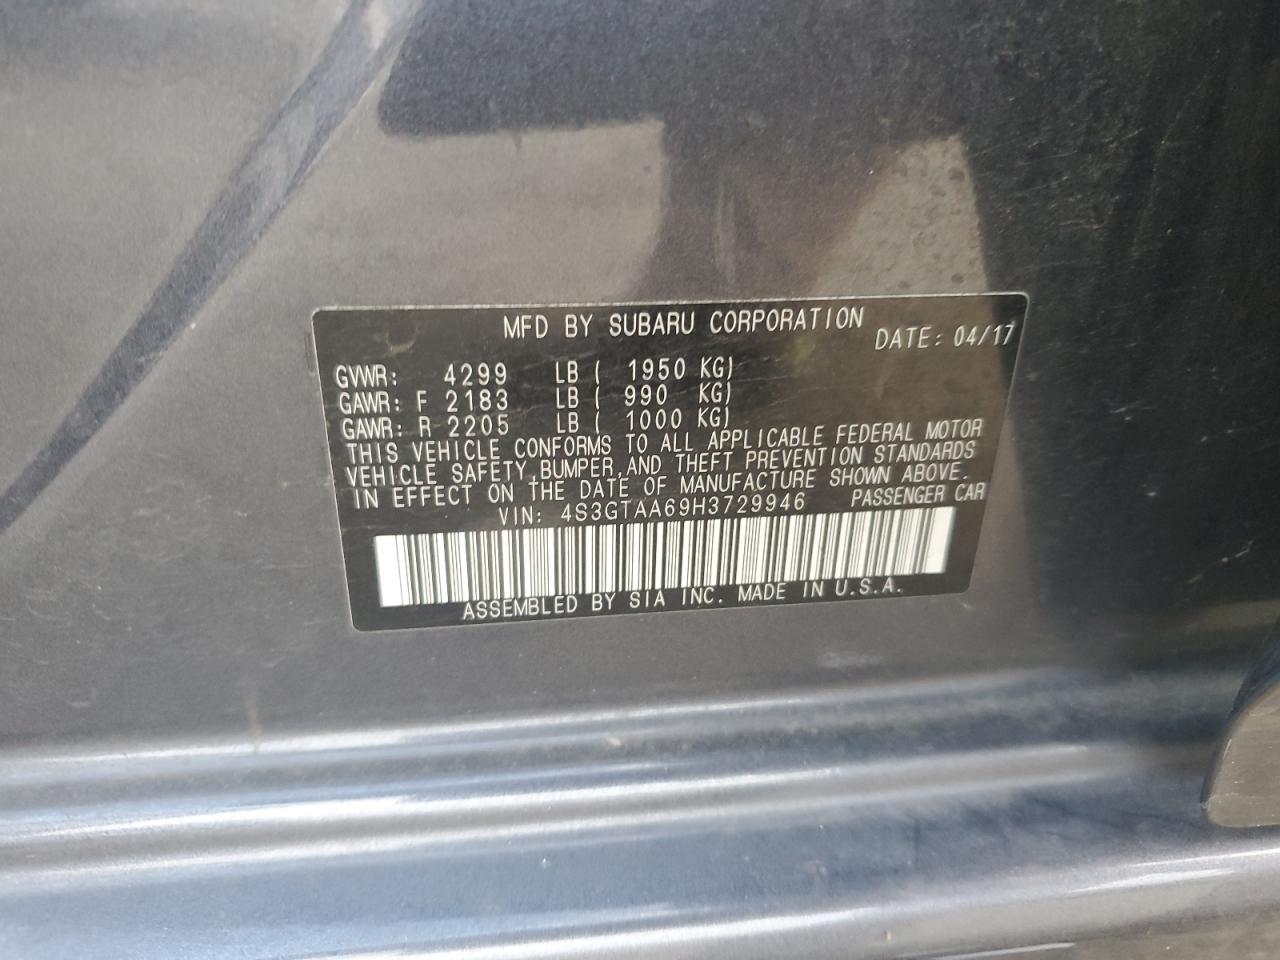 MFD BY SUBARU CORPORATION
DATE: 04/17
GVWR: 4299 LB ( 1950 KG)
GAWR: F 2183 LB ( 990 KG)
GAWR: R 2205 LB ( 1000 KG)
THIS VEHICLE CONFORMS TO ALL APPLICABLE FEDERAL MOTOR
VEHICLE SAFETY, BUMPER, AND THEFT PREVENTION STANDARDS
IN EFFECT ON THE DATE OF MANUFACTURE SHOWN ABOVE.
VIN: 4S3GTAA69H3729946 PASSENGER CAR
ASSEMBLED BY SIA INC. MADE IN U.S.A.